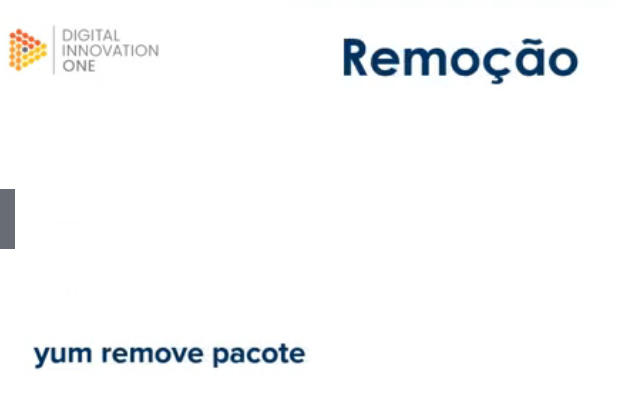 DIGITAL
INNOVATION
ONE
Remoção
yum remove pacote